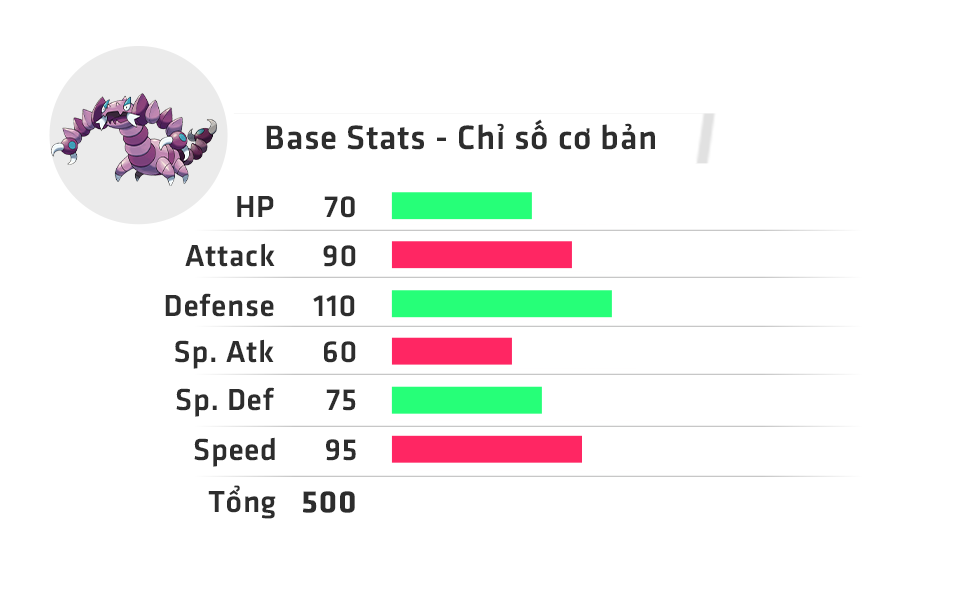 Base Stats - Chỉ số cơ bản
HP 70
Attack 90
Defense 110
Sp. Atk 60
Sp. Def 75
Speed 95
Tổng 500